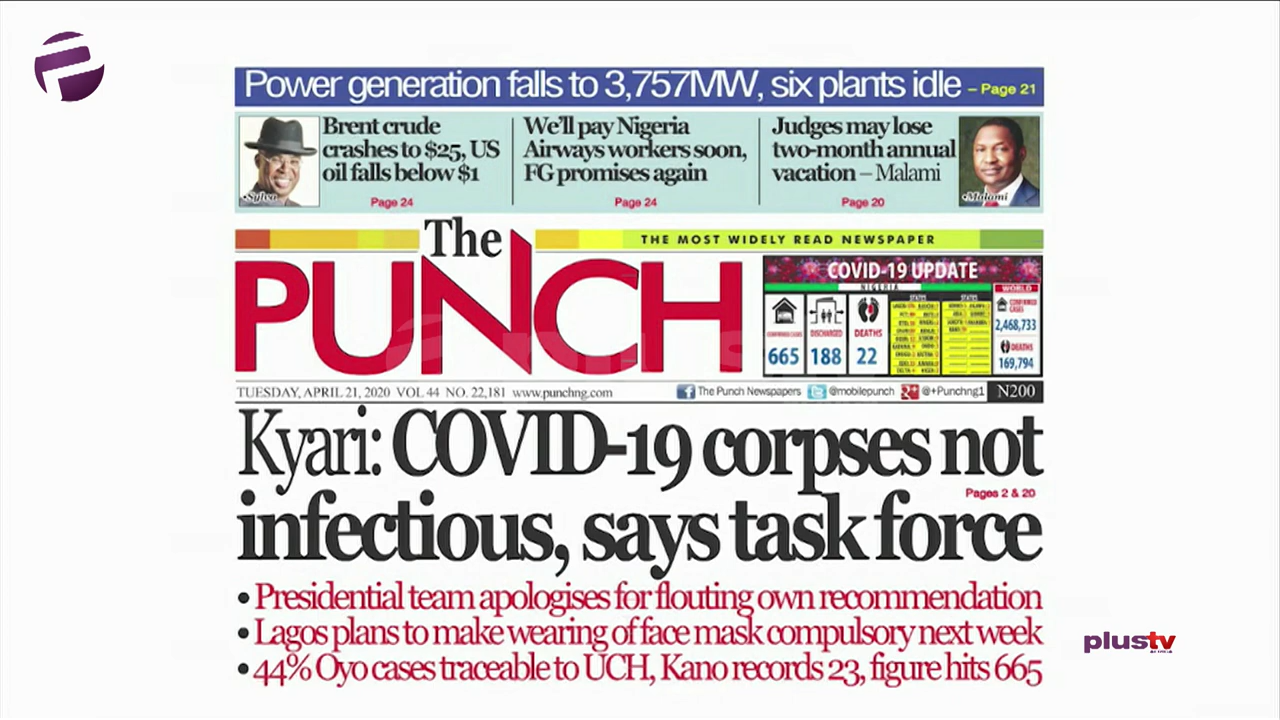 Power generation falls to 3,757MW, six plants idle – Page 21
Brent crude
crashes to $25, US
oil falls below $1
Page 24
•Sylva
We'll pay Nigeria
Airways workers soon,
FG promises again
Page 24
Judges may lose
two-month annual
vacation – Malami
Page 20
•Malami
The
PUNCH
THE MOST WIDELY READ NEWSPAPER
COVID-19 UPDATE
NIGERIA
CONFIRMED CASES
665
DISCHARGED
188
DEATHS
22
STATES
STATES
WORLD
CONFIRMED CASES
2,468,733
DEATHS
169,794
TUESDAY, APRIL 21, 2020 VOL 44 NO. 22,181 www.punchng.com
The Punch Newspapers @mobilepunch @+Punchng1 N200
Kyari: COVID-19 corpses not
Pages 2 & 20
infectious, says task force
• Presidential team apologises for flouting own recommendation
• Lagos plans to make wearing of face mask compulsory next week
• 44% Oyo cases traceable to UCH, Kano records 23, figure hits 665
plustv